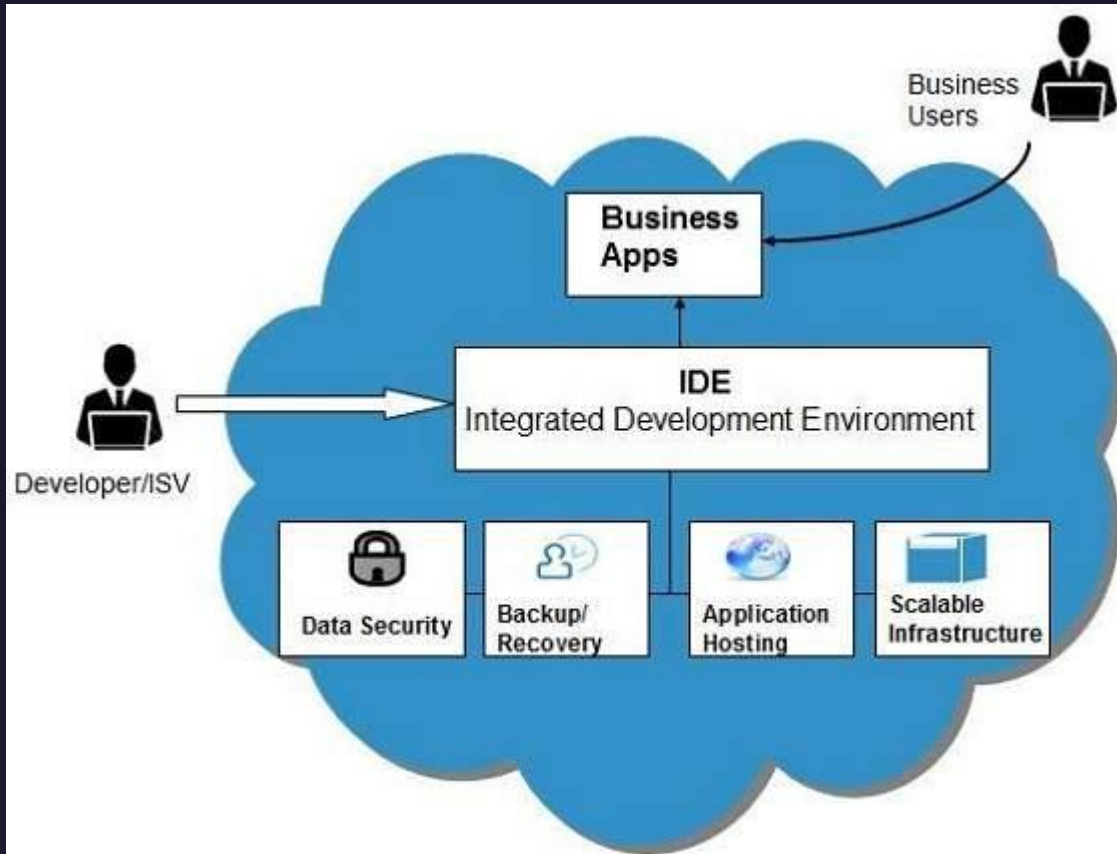 Business
Users
Business
Apps
IDE
Integrated Development Environment
Developer/ISV
Data Security
Backup/
Recovery
Application
Hosting
Scalable
Infrastructure